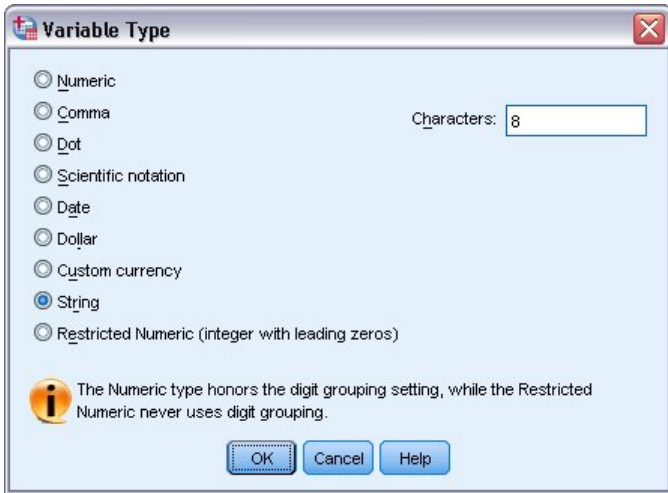 Variable Type
Numeric
Comma
Characters: 8
Dot
Scientific notation
Date
Dollar
Custom currency
String
Restricted Numeric (integer with leading zeros)
The Numeric type honors the digit grouping setting, while the Restricted
Numeric never uses digit grouping.
OK Cancel Help